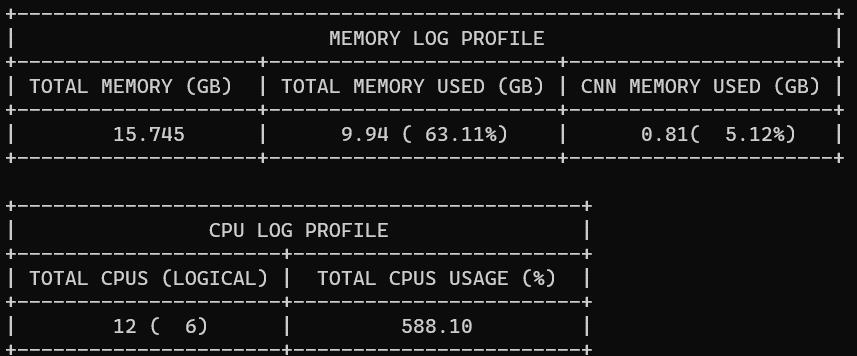 MEMORY LOG PROFILE
| TOTAL MEMORY (GB) | TOTAL MEMORY USED (GB) | CNN MEMORY USED (GB) |
| 15.745 | 9.94 ( 63.11%) | 0.81(  5.12%) |
CPU LOG PROFILE
| TOTAL CPUS (LOGICAL) | TOTAL CPUS USAGE (%) |
| 12 (  6) | 588.10 |